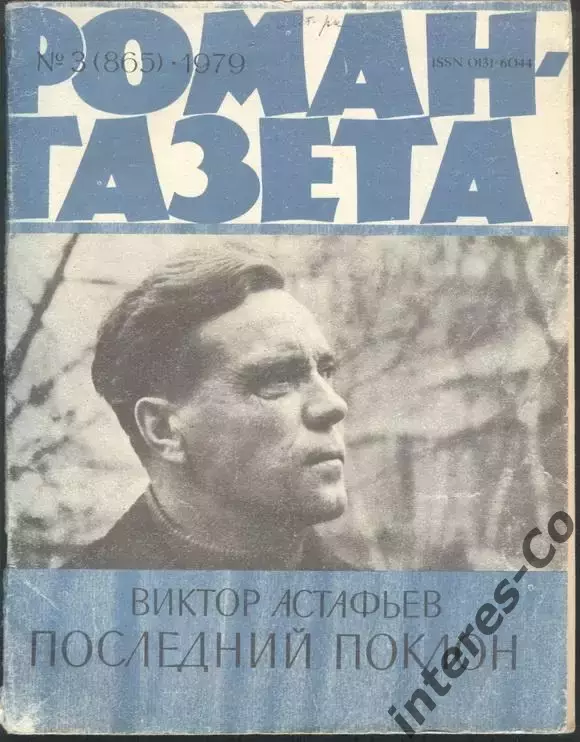 РОМАН-
№ 3 (865) · 1979
ISSN 0131-6044
ГАЗЕТА
ВИКТОР АСТАФЬЕВ
ПОСЛЕДНИЙ ПОКЛОН
interes-Co